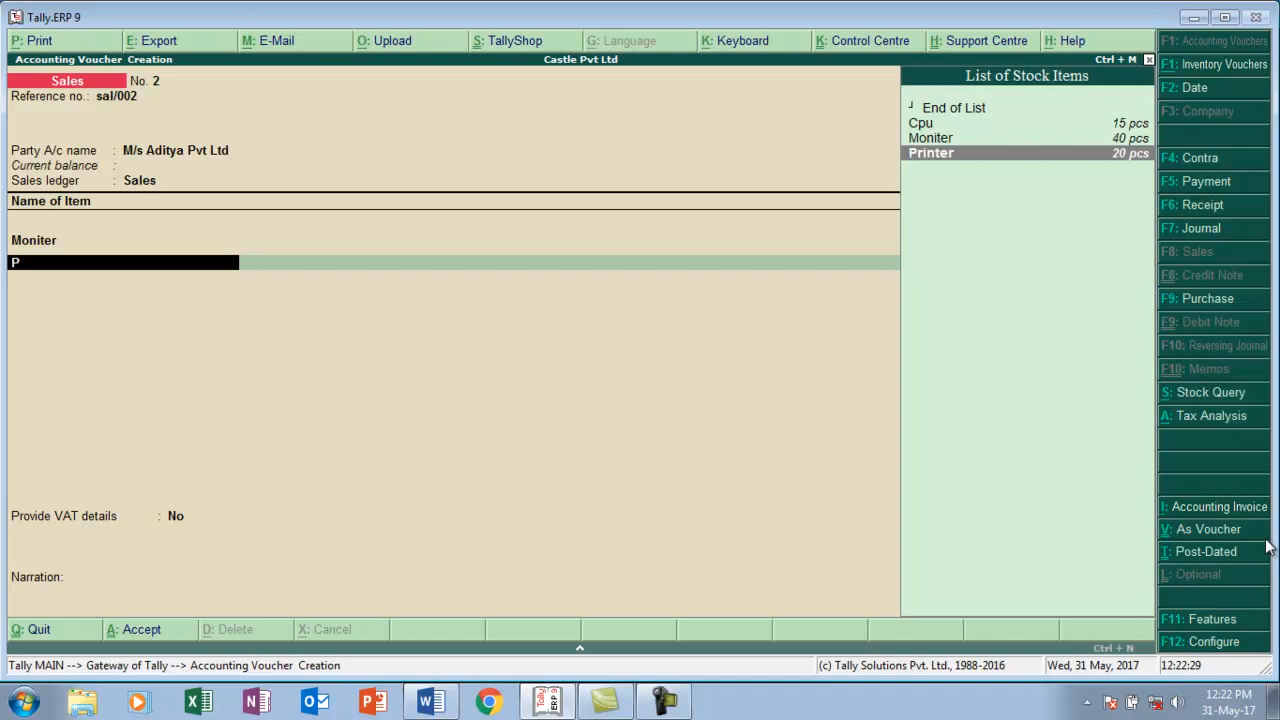 Tally.ERP 9
P: Print
E: Export
M: E-Mail
O: Upload
S: TallyShop
G: Language
K: Keyboard
K: Control Centre
H: Support Centre
H: Help
Accounting Voucher Creation
Castle Pvt Ltd
Ctrl + M
Sales No. 2
Reference no.: sal/002
Party A/c name : M/s Aditya Pvt Ltd
Current balance :
Sales ledger : Sales
Name of Item
Moniter
P
Provide VAT details : No
Narration:
List of Stock Items
End of List
Cpu 15 pcs
Moniter 40 pcs
Printer 20 pcs
F1: Accounting Vouchers
F1: Inventory Vouchers
F2: Date
F3: Company
F4: Contra
F5: Payment
F6: Receipt
F7: Journal
F8: Sales
F8: Credit Note
F9: Purchase
F9: Debit Note
F10: Reversing Journal
F10: Memos
S: Stock Query
A: Tax Analysis
I: Accounting Invoice
V: As Voucher
T: Post-Dated
L: Optional
F11: Features
F12: Configure
Q: Quit
A: Accept
D: Delete
X: Cancel
Ctrl + N
Tally MAIN --> Gateway of Tally --> Accounting Voucher Creation
(c) Tally Solutions Pvt. Ltd., 1988-2016
Wed, 31 May, 2017
12:22:29
12:22 PM
31-May-17